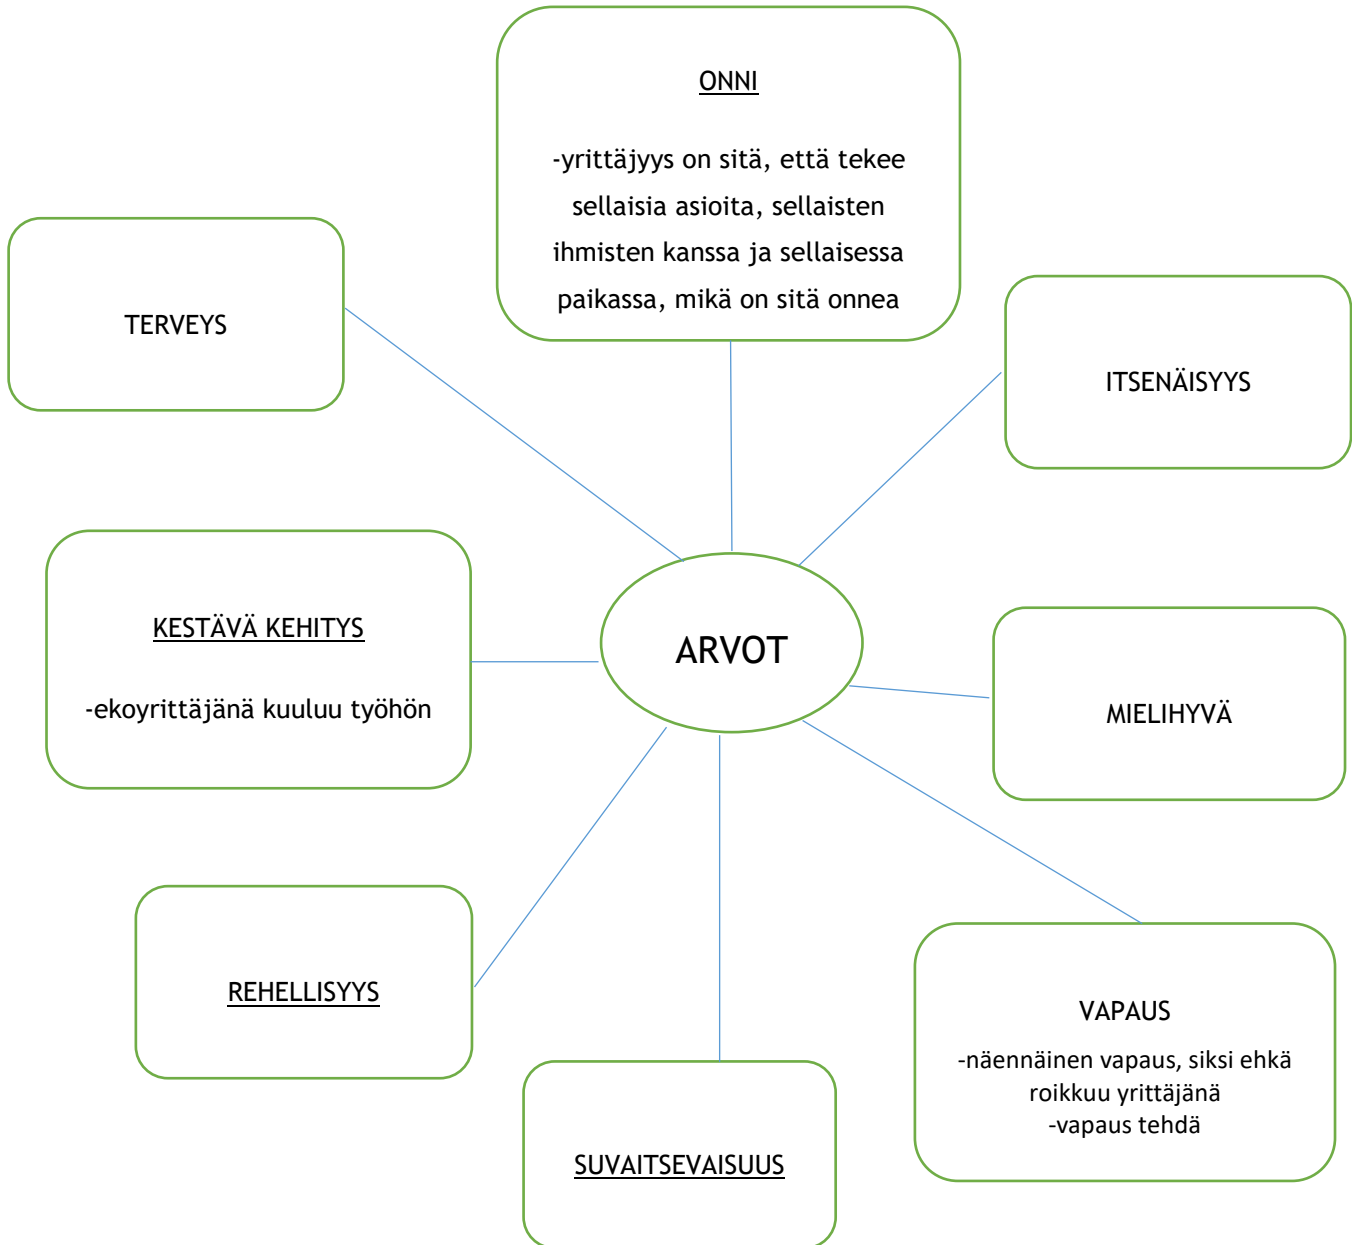 ONNI
-yrittäjyys on sitä, että tekee
sellaisia asioita, sellaisten
ihmisten kanssa ja sellaisessa
paikassa, mikä on sitä onnea
TERVEYS
ITSENÄISYYS
KESTÄVÄ KEHITYS
-ekoyrittäjänä kuuluu työhön
ARVOT
MIELIHYVÄ
REHELLISYYS
VAPAUS
-näennäinen vapaus, siksi ehkä
roikkuu yrittäjänä
-vapaus tehdä
SUVAITSEVAISUUS